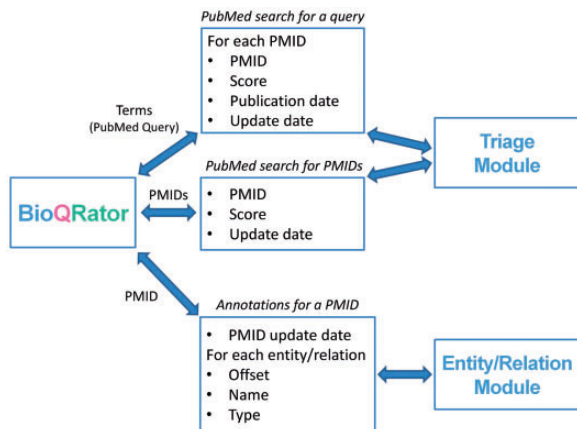 PubMed search for a query
For each PMID
• PMID
• Score
• Publication date
• Update date
Terms
(PubMed Query)
Triage
Module
PubMed search for PMIDs
PMIDs
• PMID
• Score
• Update date
BioQRator
PMID
Annotations for a PMID
• PMID update date
For each entity/relation
• Offset
• Name
• Type
Entity/Relation
Module